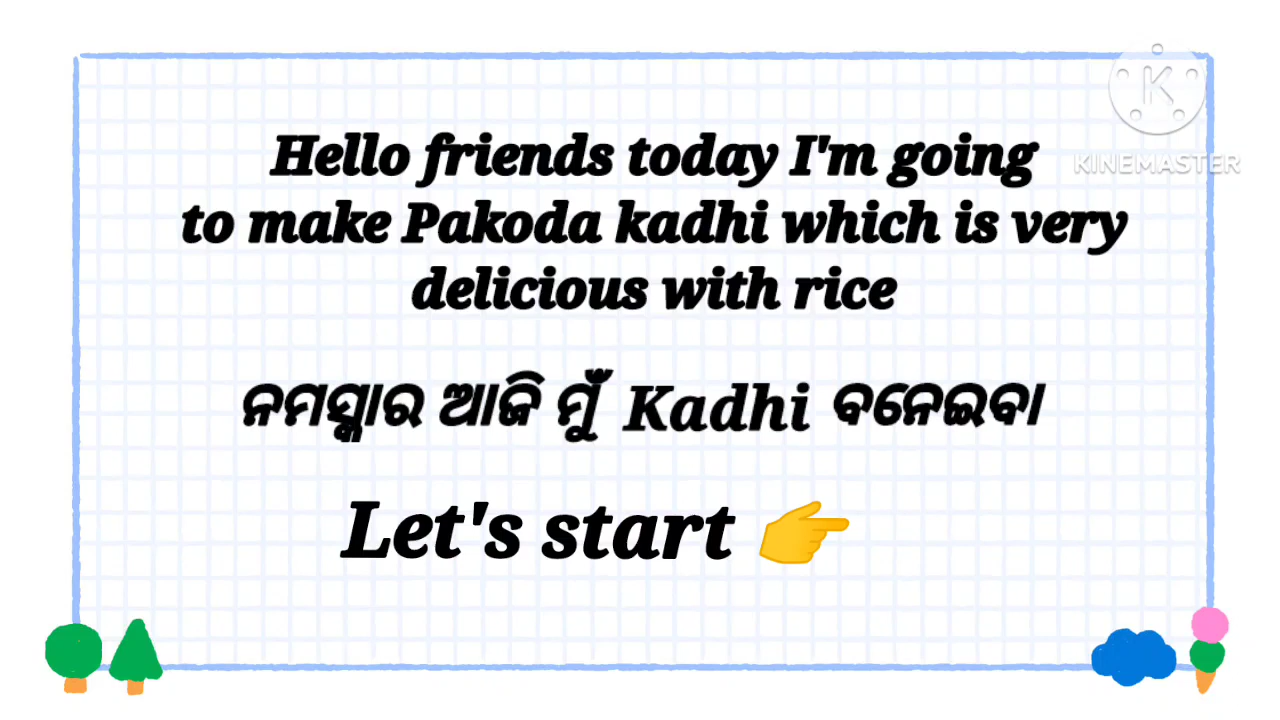 Hello friends today I'm going
to make Pakoda kadhi which is very
delicious with rice
ନମସ୍କାର ଆଜି ମୁଁ Kadhi ବନେଇବା
Let's start 👉
K
KINEMASTER